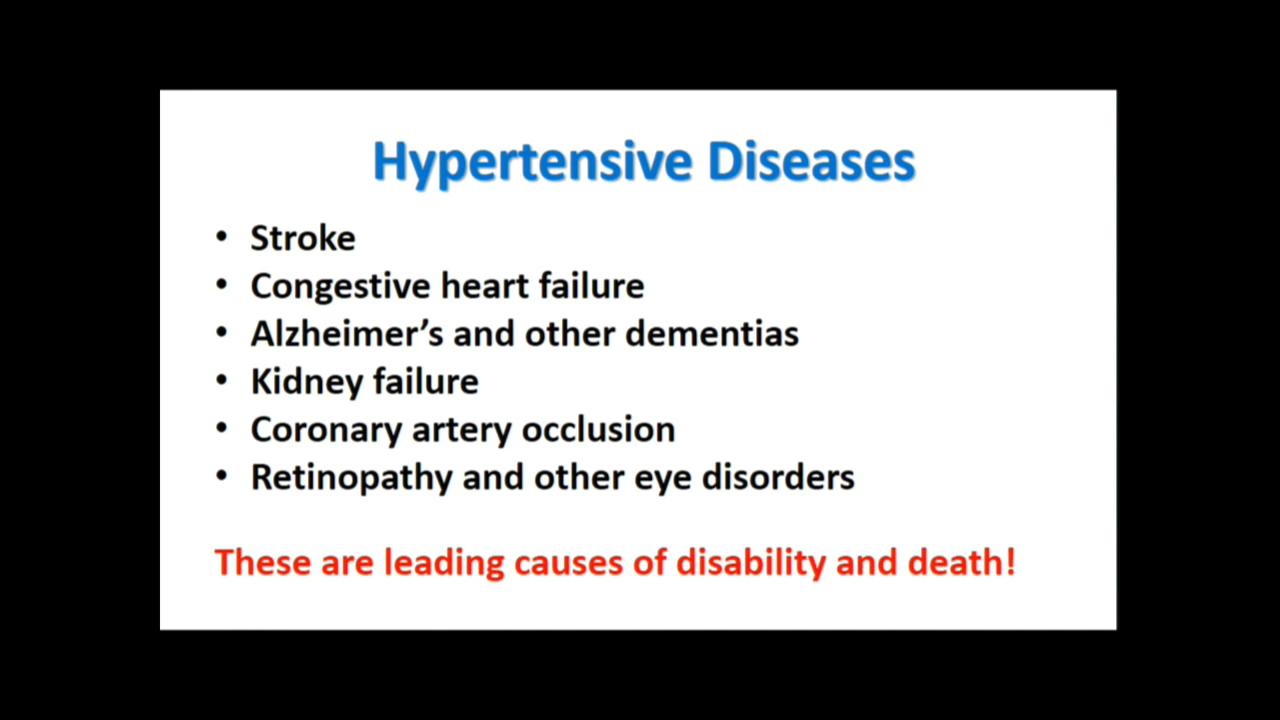 Hypertensive Diseases
• Stroke
• Congestive heart failure
• Alzheimer’s and other dementias
• Kidney failure
• Coronary artery occlusion
• Retinopathy and other eye disorders
These are leading causes of disability and death!